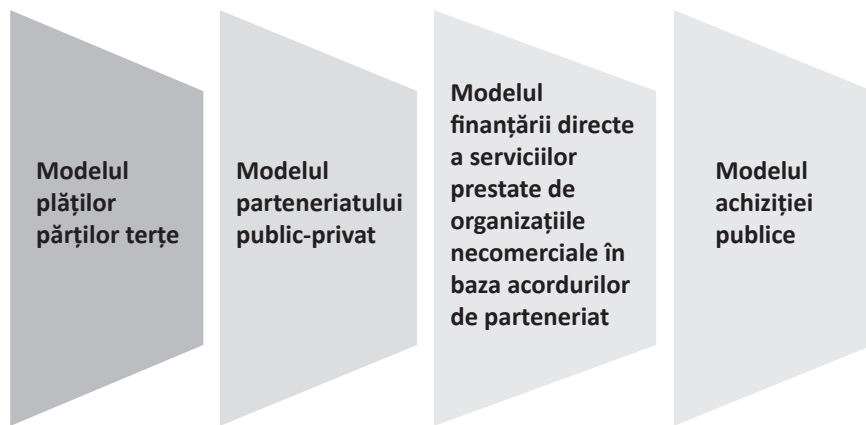 Modelul
plăților
părților terțe
Modelul
parteneriatului
public-privat
Modelul
finanțării directe
a serviciilor
prestate de
organizațiile
necomerciale în
baza acordurilor
de parteneriat
Modelul
achiziției
publice